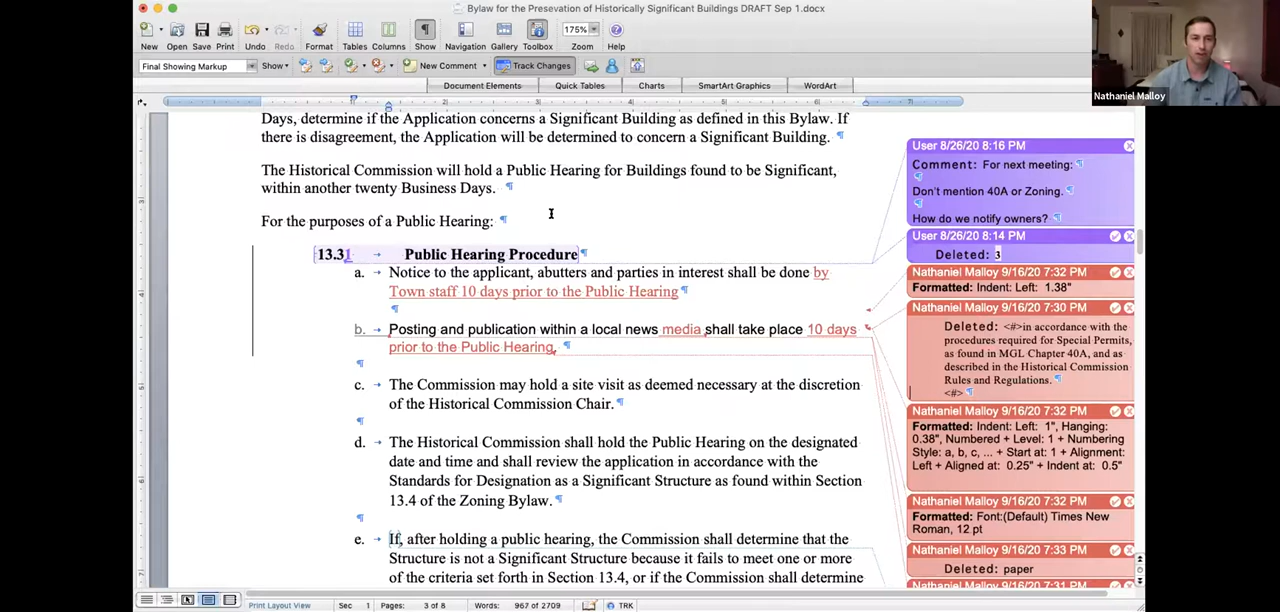 Bylaw for the Presevation of Historically Significant Buildings DRAFT Sep 1.docx
New Open Save Print Undo Redo Format Tables Columns Show Navigation Gallery Toolbox Zoom Help
175%
Final Showing Markup Show New Comment Track Changes
Document Elements Quick Tables Charts SmartArt Graphics WordArt
Nathaniel Malloy
Days, determine if the Application concerns a Significant Building as defined in this Bylaw. If
there is disagreement, the Application will be determined to concern a Significant Building.
The Historical Commission will hold a Public Hearing for Buildings found to be Significant,
within another twenty Business Days.
For the purposes of a Public Hearing:
13.31 Public Hearing Procedure
a. Notice to the applicant, abutters and parties in interest shall be done by
Town staff 10 days prior to the Public Hearing
b. Posting and publication within a local news media shall take place 10 days
prior to the Public Hearing.
c. The Commission may hold a site visit as deemed necessary at the discretion
of the Historical Commission Chair.
d. The Historical Commission shall hold the Public Hearing on the designated
date and time and shall review the application in accordance with the
Standards for Designation as a Significant Structure as found within Section
13.4 of the Zoning Bylaw.
e. If, after holding a public hearing, the Commission shall determine that the
Structure is not a Significant Structure because it fails to meet one or more
of the criteria set forth in Section 13.4, or if the Commission shall determine
User 8/26/20 8:16 PM
Comment: For next meeting:
Don't mention 40A or Zoning.
How do we notify owners?
User 8/26/20 8:14 PM
Deleted: 3
Nathaniel Malloy 9/16/20 7:32 PM
Formatted: Indent: Left: 1.38"
Nathaniel Malloy 9/16/20 7:30 PM
Deleted: <#>in accordance with the
procedures required for Special Permits,
as found in MGL Chapter 40A, and as
described in the Historical Commission
Rules and Regulations.
<#>
Nathaniel Malloy 9/16/20 7:32 PM
Formatted: Indent: Left: 1", Hanging:
0.38", Numbered + Level: 1 + Numbering
Style: a, b, c, ... + Start at: 1 + Alignment:
Left + Aligned at: 0.25" + Indent at: 0.5"
Nathaniel Malloy 9/16/20 7:32 PM
Formatted: Font:(Default) Times New
Roman, 12 pt
Nathaniel Malloy 9/16/20 7:33 PM
Deleted: paper
Nathaniel Malloy 9/16/20 7:31 PM
Print Layout View Sec 1 Pages: 3 of 8 Words: 967 of 2709 TRK